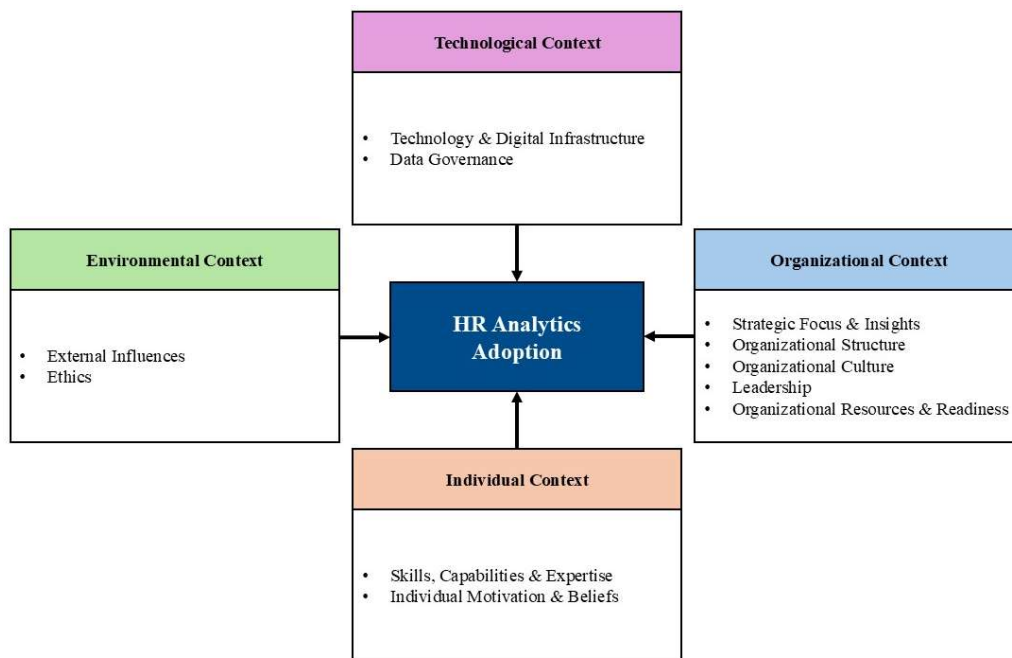 Technological Context
• Technology & Digital Infrastructure
• Data Governance
Environmental Context
• External Influences
• Ethics
HR Analytics
Adoption
Organizational Context
• Strategic Focus & Insights
• Organizational Structure
• Organizational Culture
• Leadership
• Organizational Resources & Readiness
Individual Context
• Skills, Capabilities & Expertise
• Individual Motivation & Beliefs